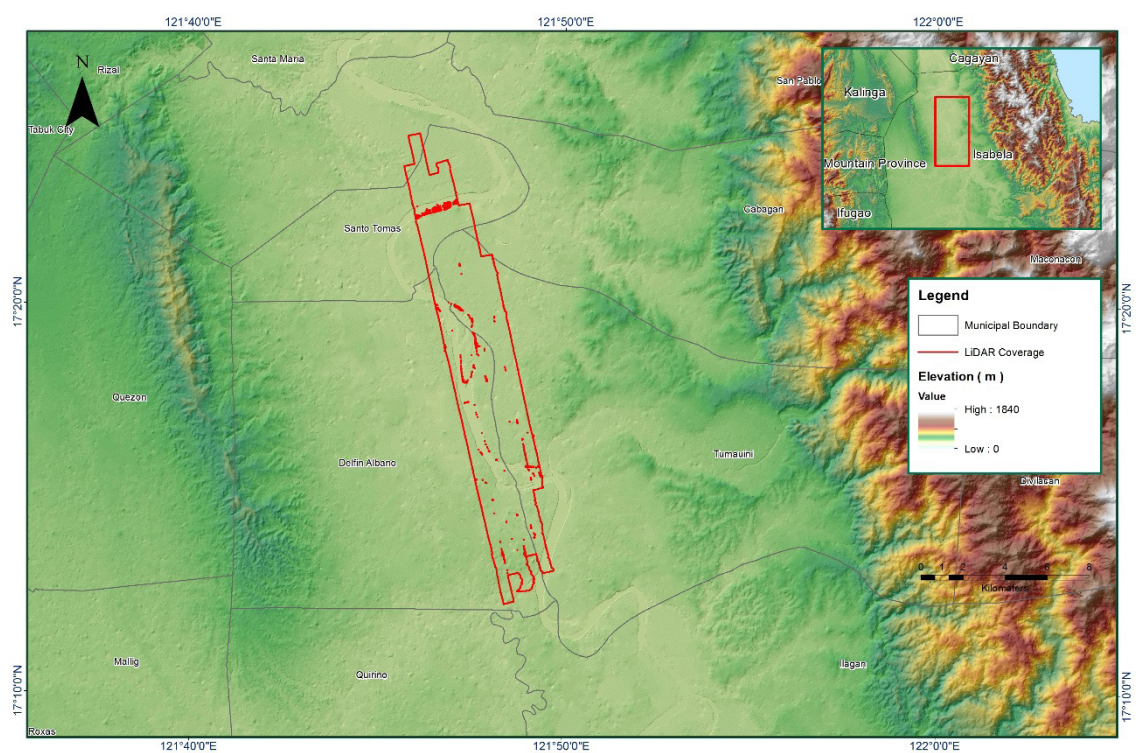 121°40'0"E
121°50'0"E
122°0'0"E
N
Rizal
Santa Maria
San Pablo
Cagayan
Kalinga
Tabuk City
Mountain Province
Isabela
Ifugao
Cabagan
Santo Tomas
Maconacon
17°20'0"N
17°20'0"N
Legend
Municipal Boundary
LiDAR Coverage
Elevation ( m )
Value
High : 1840
Low : 0
Quezon
Delfin Albano
Tumauini
Divilacan
0 1 2 4 6 8
Kilometers
Mallig
Quirino
Ilagan
17°10'0"N
17°10'0"N
Roxas
121°40'0"E
121°50'0"E
122°0'0"E